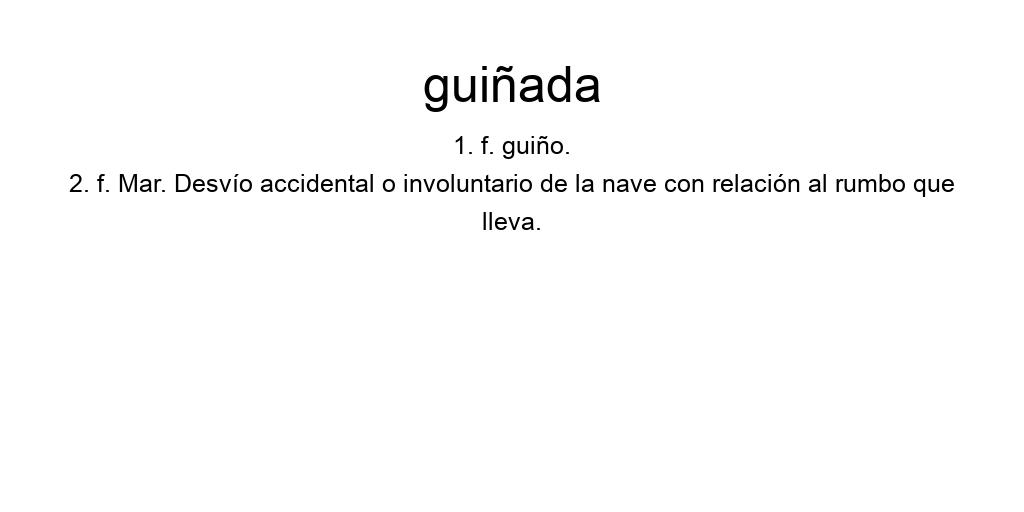 guiñada
1. f. guiño.
2. f. Mar. Desvío accidental o involuntario de la nave con relación al rumbo que
lleva.